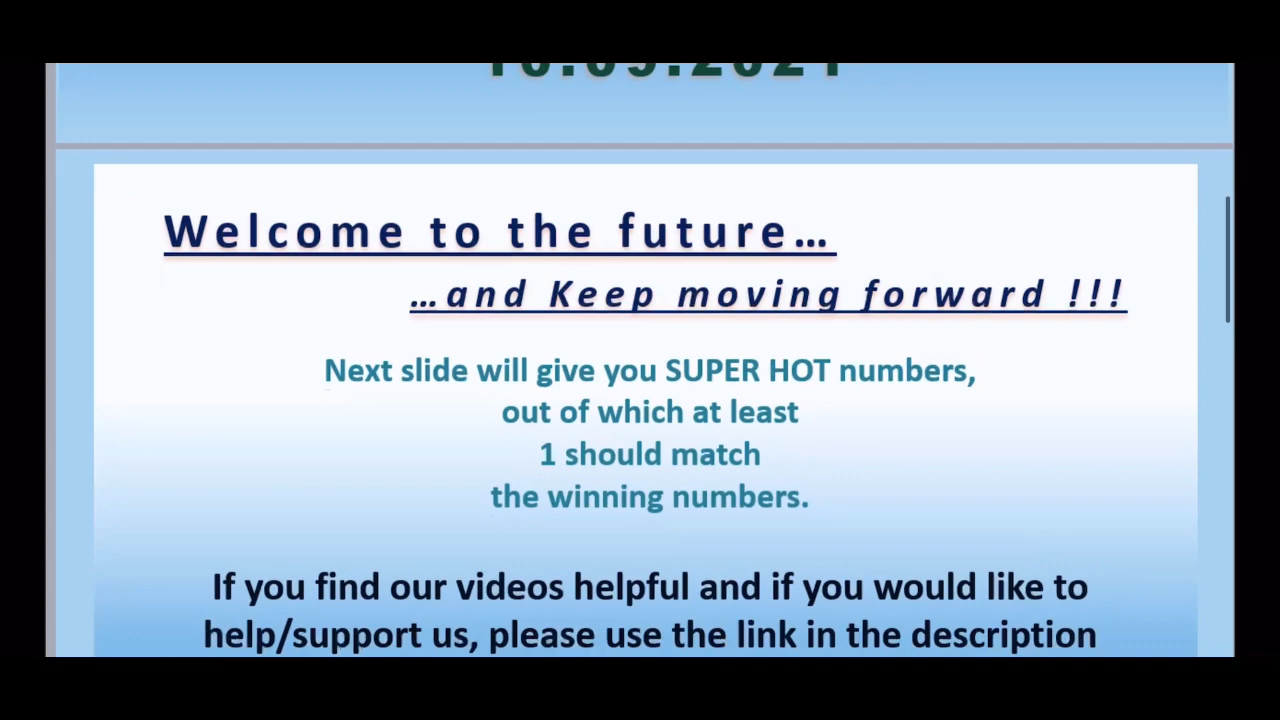 Welcome to the future…
…and Keep moving forward !!!
Next slide will give you SUPER HOT numbers,
out of which at least
1 should match
the winning numbers.
If you find our videos helpful and if you would like to
help/support us, please use the link in the description